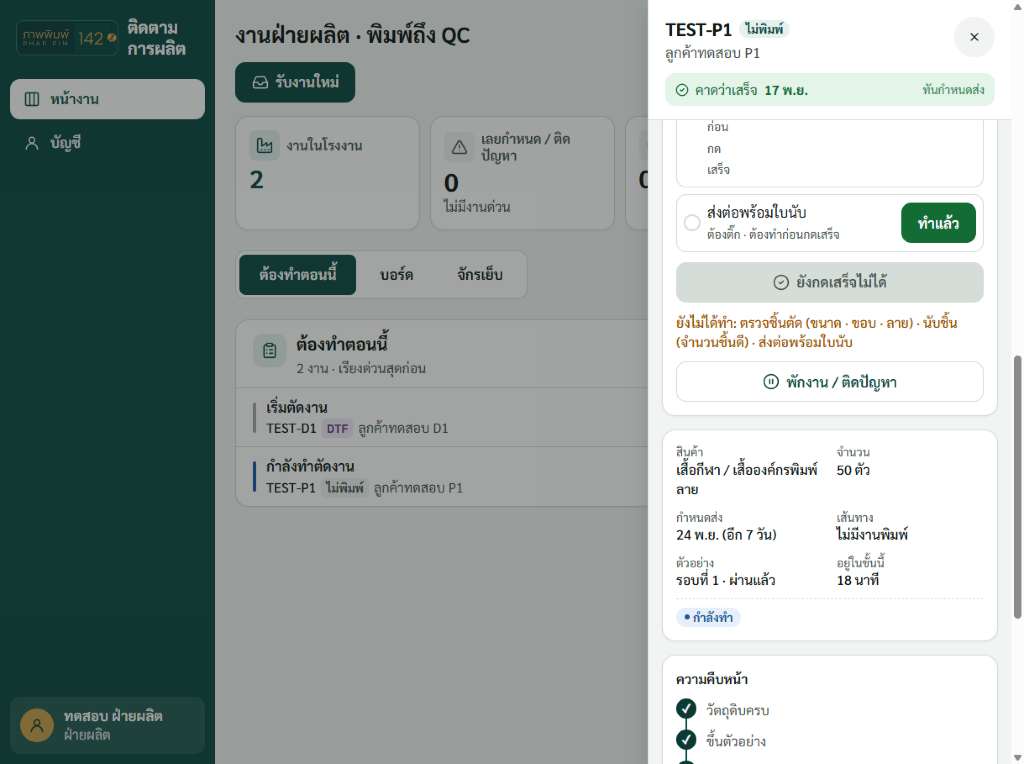 ภาพพิมพ์
PHAP PIM
142
ติดตาม
การผลิต
หน้างาน
บัญชี
ทดสอบ ฝ่ายผลิต
ฝ่ายผลิต
งานฝ่ายผลิต · พิมพ์ถึง QC
รับงานใหม่
งานในโรงงาน
2
เลยกำหนด / ติด
ปัญหา
0
ไม่มีงานด่วน
0
ต้องทำตอนนี้ บอร์ด จักรเย็บ
ต้องทำตอนนี้
2 งาน · เรียงด่วนสุดก่อน
เริ่มตัดงาน
TEST-D1 DTF ลูกค้าทดสอบ D1
กำลังทำตัดงาน
TEST-P1 ไม่พิมพ์ ลูกค้าทดสอบ P1
TEST-P1 ไม่พิมพ์
ลูกค้าทดสอบ P1
คาดว่าเสร็จ 17 พ.ย. ทันกำหนดส่ง
ก่อน
กด
เสร็จ
ส่งต่อพร้อมใบนับ
ต้องติ๊ก · ต้องทำก่อนกดเสร็จ
ทำแล้ว
ยังกดเสร็จไม่ได้
ยังไม่ได้ทำ: ตรวจชิ้นตัด (ขนาด · ขอบ · ลาย) · นับชิ้น
(จำนวนชิ้นดี) · ส่งต่อพร้อมใบนับ
พักงาน / ติดปัญหา
สินค้า
เสื้อกีฬา / เสื้อองค์กรพิมพ์
ลาย
จำนวน
50 ตัว
กำหนดส่ง
24 พ.ย. (อีก 7 วัน)
เส้นทาง
ไม่มีงานพิมพ์
ตัวอย่าง
รอบที่ 1 · ผ่านแล้ว
อยู่ในขั้นนี้
18 นาที
กำลังทำ
ความคืบหน้า
วัตถุดิบครบ
ขึ้นตัวอย่าง